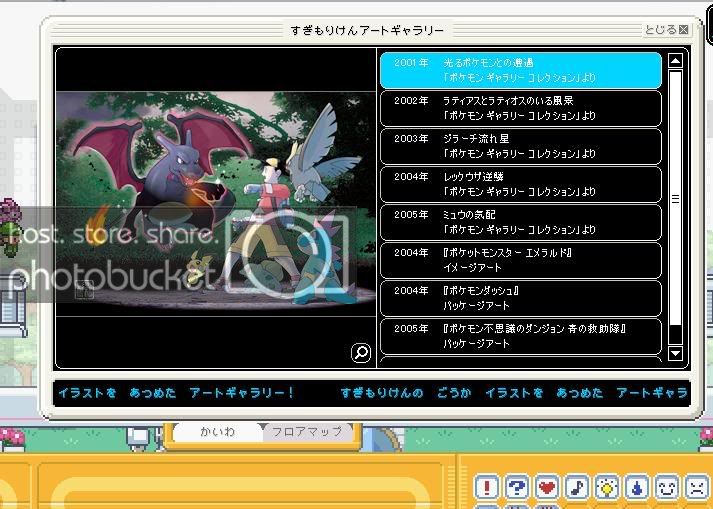 すぎもりけんアートギャラリー
とじる
2001年 光るポケモンとの遭遇
「ポケモン ギャラリー コレクション」より
2002年 ラティアスとラティオスのいる風景
「ポケモン ギャラリー コレクション」より
2003年 ジラーチ流れ星
「ポケモン ギャラリー コレクション」より
2004年 レックウザ逆鱗
「ポケモン ギャラリー コレクション」より
2005年 ミュウの気配
「ポケモン ギャラリー コレクション」より
2004年 『ポケットモンスター エメラルド』
イメージアート
2004年 『ポケモンダッシュ』
パッケージアート
2005年 『ポケモン不思議のダンジョン 青の救助隊』
パッケージアート
ost. store. share.
photobucket
イラストを あつめた アートギャラリー! すぎもりけんの ごうか イラストを あつめた アートギャラ
かいわ
フロアマップ